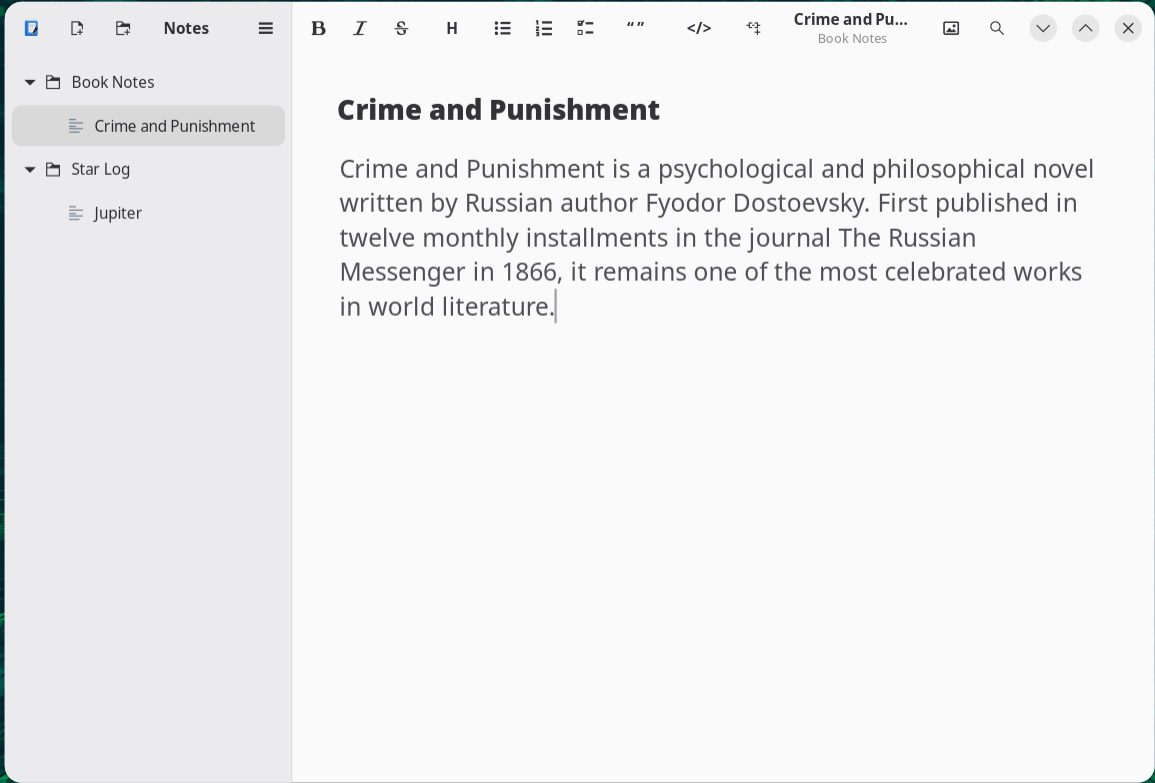 Notes
B I S H “” </> Crime and Pu...
Book Notes
Book Notes
Crime and Punishment
Star Log
Jupiter
Crime and Punishment
Crime and Punishment is a psychological and philosophical novel
written by Russian author Fyodor Dostoevsky. First published in
twelve monthly installments in the journal The Russian
Messenger in 1866, it remains one of the most celebrated works
in world literature.